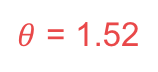 θ = 1.52